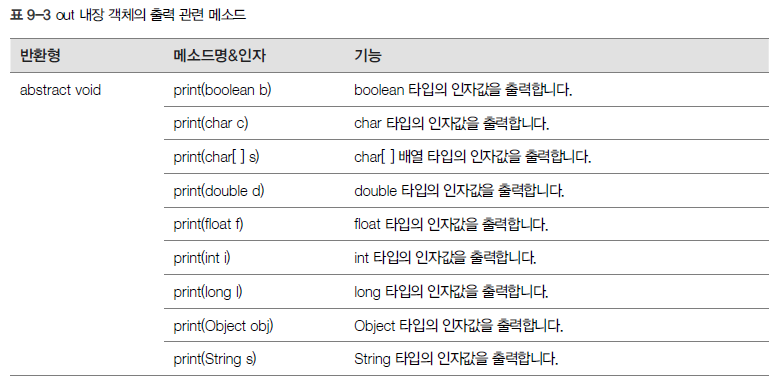 표 9-3 out 내장 객체의 출력 관련 메소드
반환형 메소드명&인자 기능
abstract void print(boolean b) boolean 타입의 인자값을 출력합니다.
print(char c) char 타입의 인자값을 출력합니다.
print(char[ ] s) char[ ] 배열 타입의 인자값을 출력합니다.
print(double d) double 타입의 인자값을 출력합니다.
print(float f) float 타입의 인자값을 출력합니다.
print(int i) int 타입의 인자값을 출력합니다.
print(long l) long 타입의 인자값을 출력합니다.
print(Object obj) Object 타입의 인자값을 출력합니다.
print(String s) String 타입의 인자값을 출력합니다.